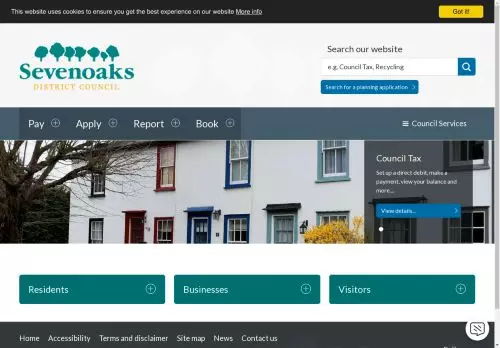 This website uses cookies to ensure you get the best experience on our website More info
Got it!
Sevenoaks
DISTRICT COUNCIL
Search our website
e.g. Council Tax, Recycling
Search for a planning application
Pay
Apply
Report
Book
Council Services
Council Tax
Set up a direct debit, make a
payment, view your balance and
more...
View details...
Residents
Businesses
Visitors
Home
Accessibility
Terms and disclaimer
Site map
News
Contact us